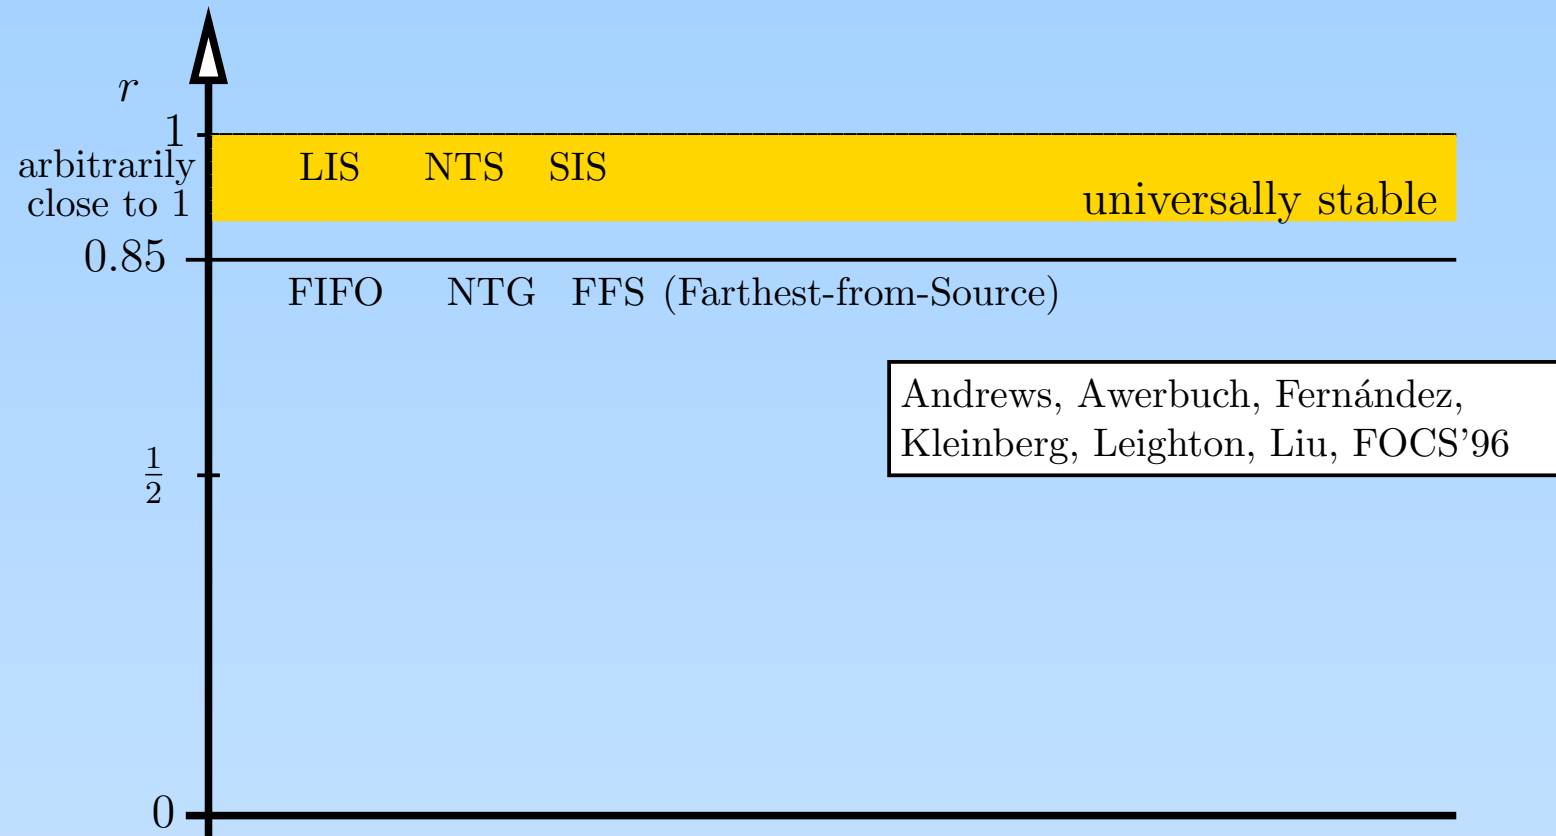 r
1
arbitrarily
close to 1
LIS NTS SIS
universally stable
0.85
FIFO NTG FFS (Farthest-from-Source)
Andrews, Awerbuch, Fernández,
Kleinberg, Leighton, Liu, FOCS'96
1
2
0